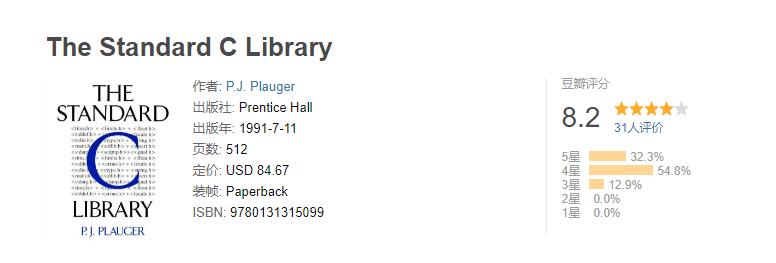 The Standard C Library
THE
STANDARD
C
LIBRARY
P.J. PLAUGER
作者: P.J. Plauger
出版社: Prentice Hall
出版年: 1991-7-11
页数: 512
定价: USD 84.67
装帧: Paperback
ISBN: 9780131315099
豆瓣评分
8.2
31人评价
5星 32.3%
4星 54.8%
3星 12.9%
2星 0.0%
1星 0.0%